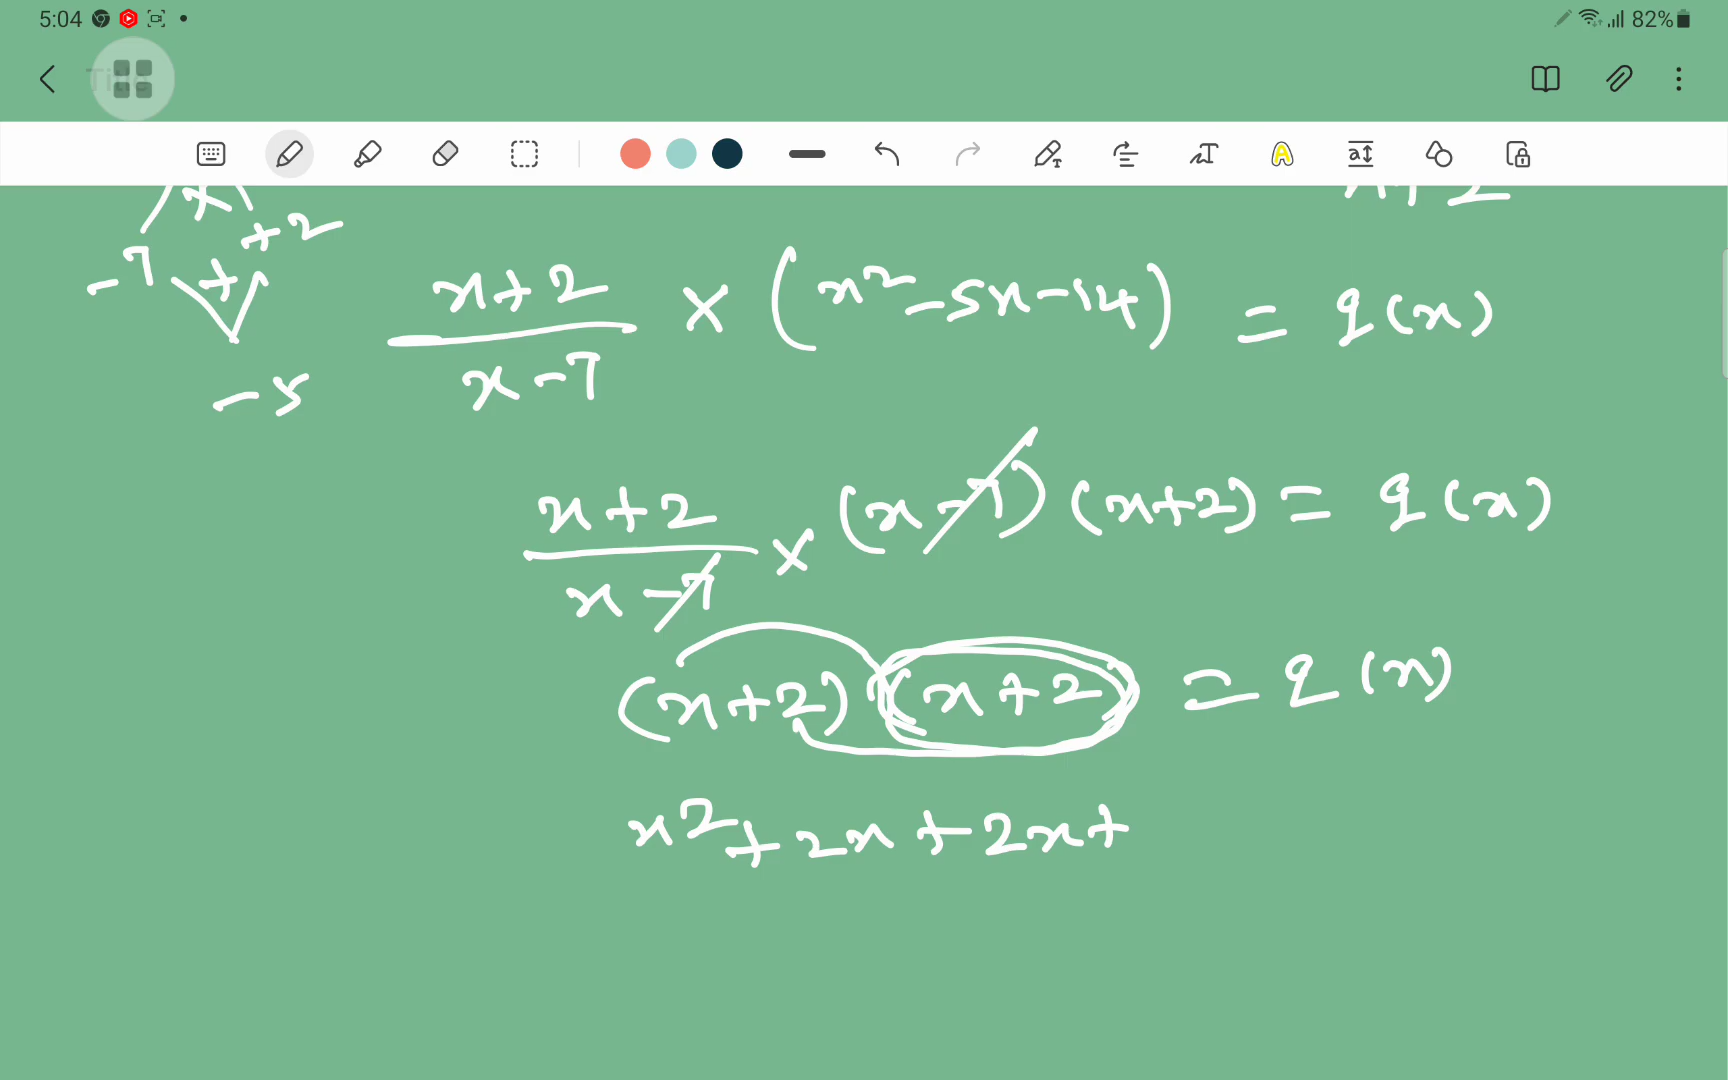 5:04 82%
Title
x
+2
-7 +
x+2 / x-7 × (x² -5x-14) = q(x)
-5
x+2 / x-7 × (x-7) (x+2) = q(x)
(x+2) (x+2) = q(x)
x² + 2x + 2x +